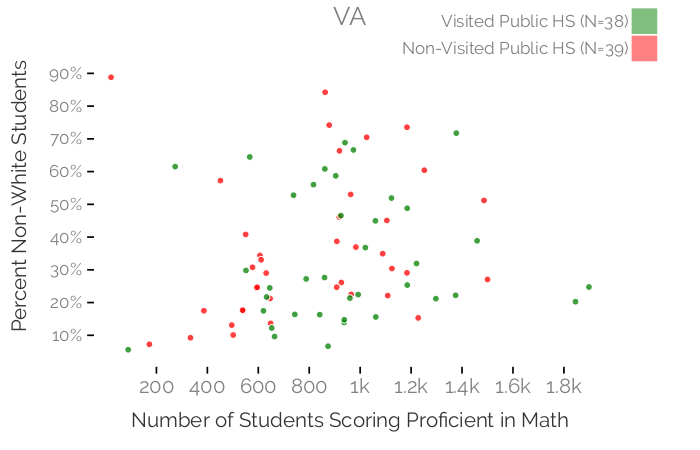 VA
Visited Public HS (N=38)
Non-Visited Public HS (N=39)
Percent Non-White Students
90%
80%
70%
60%
50%
40%
30%
20%
10%
200 400 600 800 1k 1.2k 1.4k 1.6k 1.8k
Number of Students Scoring Proficient in Math